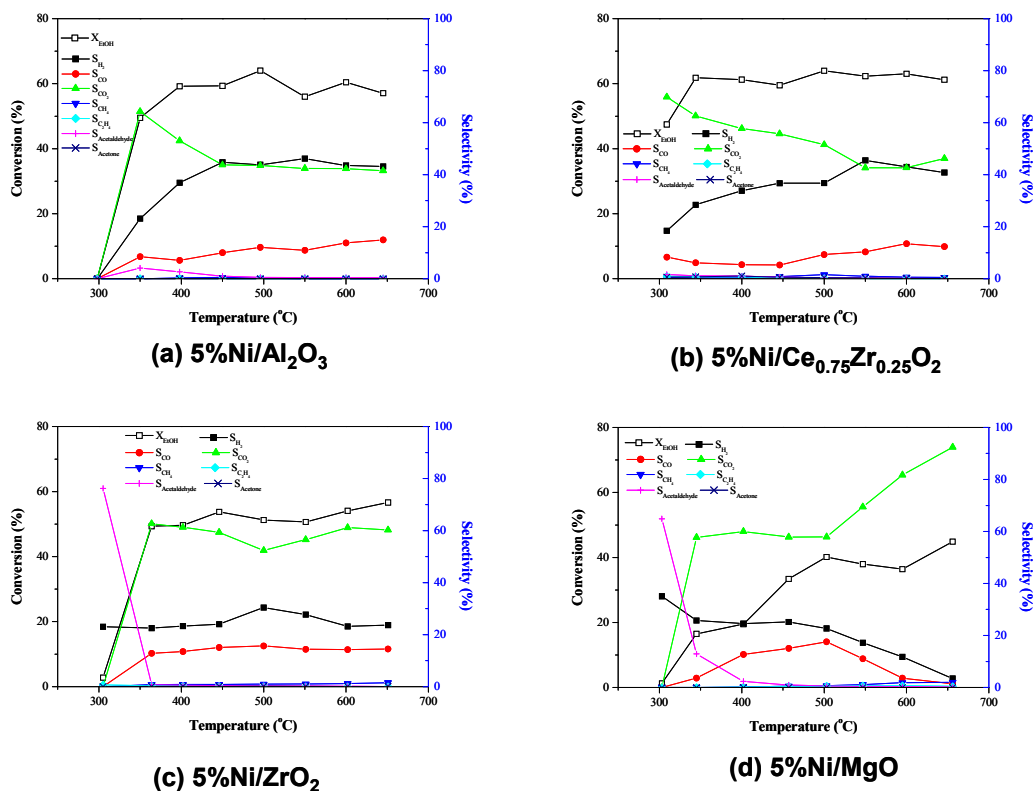 80
60
40
20
0
Conversion (%)
X_EtOH
S_H₂
S_CO
S_CO₂
S_CH₄
S_C₂H₄
S_Acetaldehyde
S_Acetone
100
80
60
40
20
0
Selectivity (%)
300 400 500 600 700
Temperature (°C)
(a) 5%Ni/Al₂O₃
80
60
40
20
0
Conversion (%)
X_EtOH S_H₂
S_CO S_CO₂
S_CH₄ S_C₂H₄
S_Acetaldehyde S_Acetone
100
80
60
40
20
0
Selectivity (%)
300 400 500 600 700
Temperature (°C)
(b) 5%Ni/Ce₀.₇₅Zr₀.₂₅O₂
80
60
40
20
0
Conversion (%)
X_EtOH S_H₂
S_CO S_CO₂
S_CH₄ S_C₂H₄
S_Acetaldehyde S_Acetone
100
80
60
40
20
0
Selectivity (%)
300 400 500 600 700
Temperature (°C)
(c) 5%Ni/ZrO₂
80
60
40
20
0
Conversion (%)
X_EtOH S_H₂
S_CO S_CO₂
S_CH₄ S_C₂H₄
S_Acetaldehyde S_Acetone
100
80
60
40
20
0
Selectivity (%)
300 400 500 600 700
Temperature (°C)
(d) 5%Ni/MgO